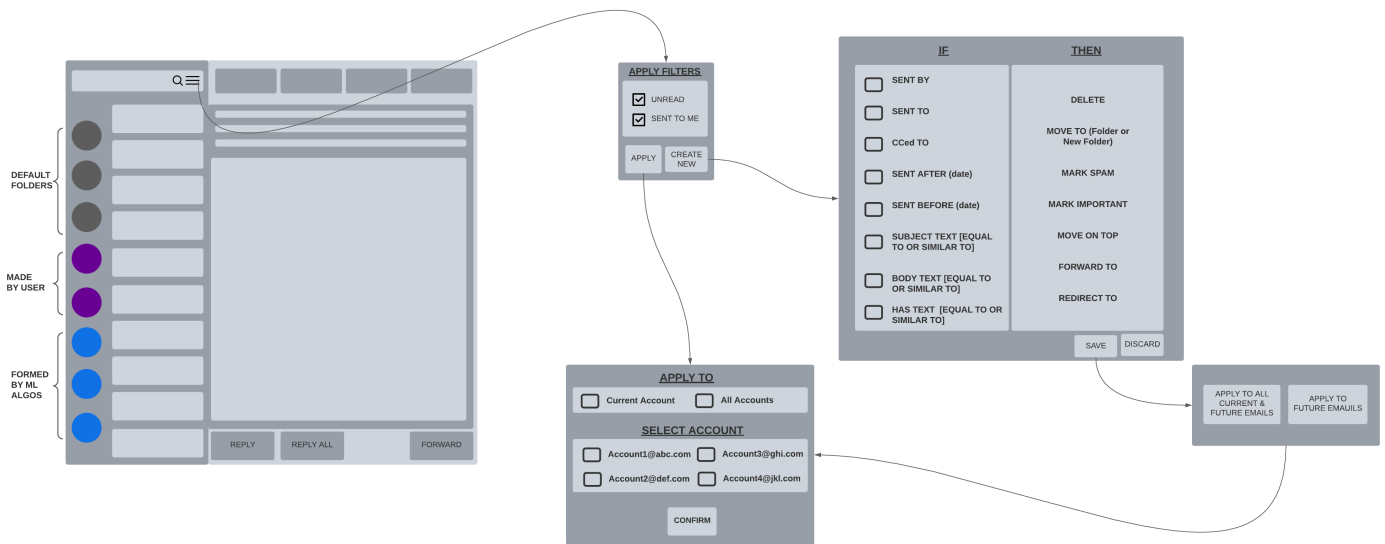 DEFAULT
FOLDERS
MADE
BY USER
FORMED
BY ML
ALGOS
REPLY
REPLY ALL
FORWARD
APPLY FILTERS
UNREAD
SENT TO ME
APPLY
CREATE
NEW
IF
THEN
SENT BY
SENT TO
CCed TO
SENT AFTER (date)
SENT BEFORE (date)
SUBJECT TEXT [EQUAL
TO OR SIMILAR TO]
BODY TEXT [EQUAL TO
OR SIMILAR TO]
HAS TEXT [EQUAL TO OR
SIMILAR TO]
DELETE
MOVE TO (Folder or
New Folder)
MARK SPAM
MARK IMPORTANT
MOVE ON TOP
FORWARD TO
REDIRECT TO
SAVE
DISCARD
APPLY TO
Current Account
All Accounts
SELECT ACCOUNT
Account1@abc.com
Account3@ghi.com
Account2@def.com
Account4@jkl.com
CONFIRM
APPLY TO ALL
CURRENT &
FUTURE EMAILS
APPLY TO
FUTURE EMAUILS